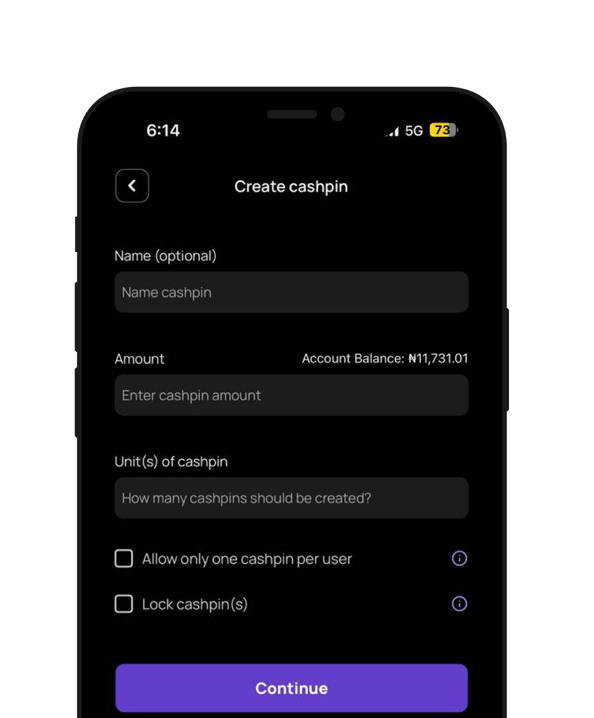 6:14 5G 73
Create cashpin
Name (optional)
Name cashpin
Amount Account Balance: ₦11,731.01
Enter cashpin amount
Unit(s) of cashpin
How many cashpins should be created?
Allow only one cashpin per user
Lock cashpin(s)
Continue